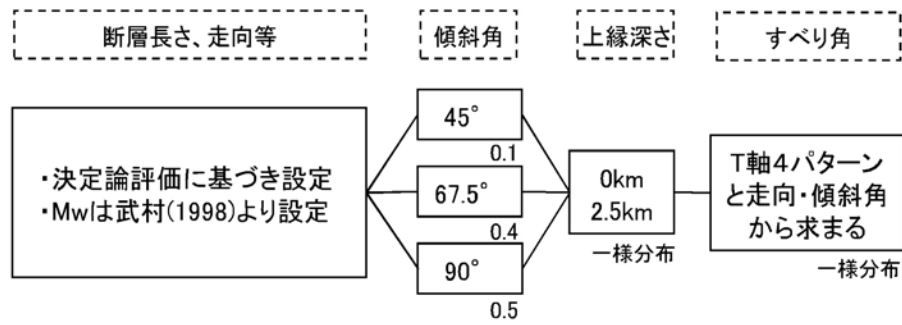 断層長さ、走向等
傾斜角
上縁深さ
すべり角
・決定論評価に基づき設定
・Mwは武村(1998)より設定
45°
0.1
67.5°
0.4
90°
0.5
0km
2.5km
一様分布
T軸4パターン
と走向・傾斜角
から求まる
一様分布